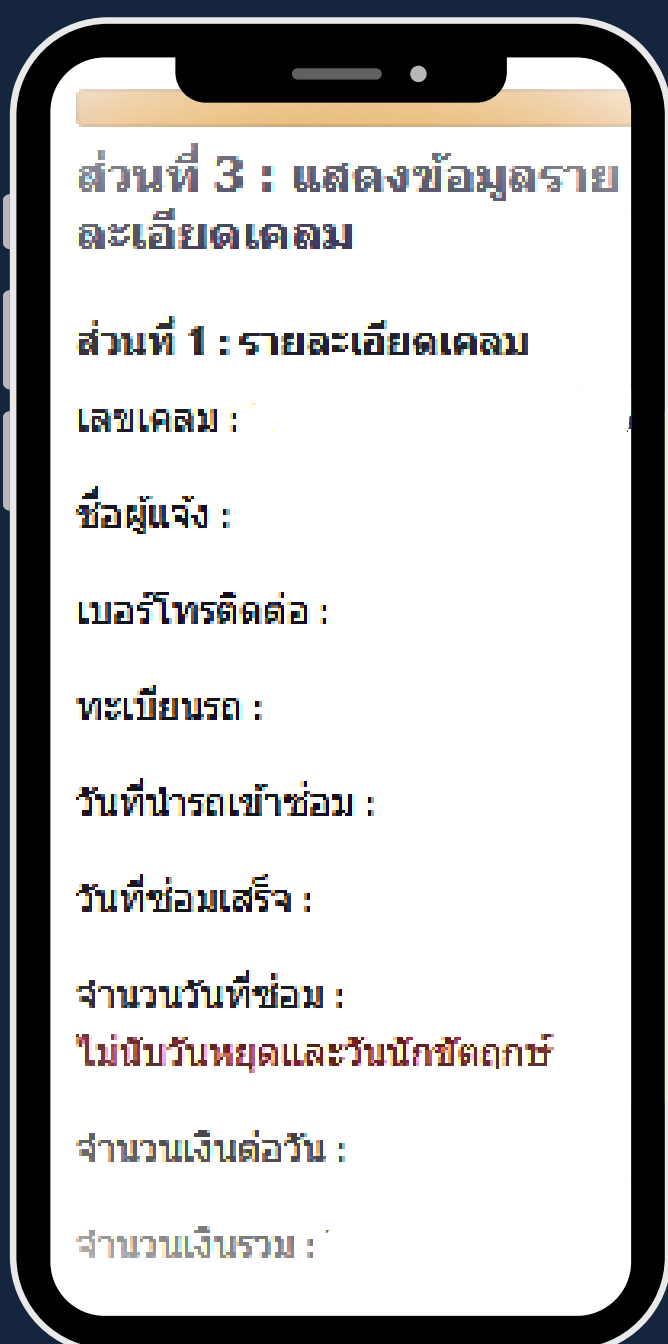 ส่วนที่ 3 : แสดงข้อมูลราย
ละเอียดเคลม
ส่วนที่ 1 : รายละเอียดเคลม
เลขเคลม :
ชื่อผู้แจ้ง :
เบอร์โทรติดต่อ :
ทะเบียนรถ :
วันที่นำรถเข้าซ่อม :
วันที่ซ่อมเสร็จ :
จำนวนวันที่ซ่อม :
ไม่นับวันหยุดและวันนักขัตฤกษ์
จำนวนเงินต่อวัน :
จำนวนเงินรวม :